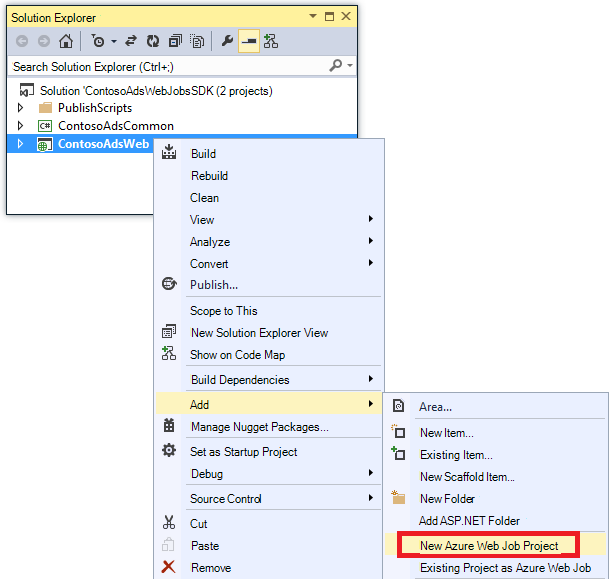 Solution Explorer
Search Solution Explorer (Ctrl+;)
Solution 'ContosoAdsWebJobsSDK (2 projects)
PublishScripts
C# ContosoAdsCommon
ContosoAdsWeb
Build
Rebuild
Clean
View
Analyze
Convert
Publish...
Scope to This
New Solution Explorer View
Show on Code Map
Build Dependencies
Add
Manage Nugget Packages...
Set as Startup Project
Debug
Source Control
Cut
Paste
Remove
Area...
New Item...
Existing Item...
New Scaffold Item...
New Folder
Add ASP.NET Folder
New Azure Web Job Project
Existing Project as Azure Web Job